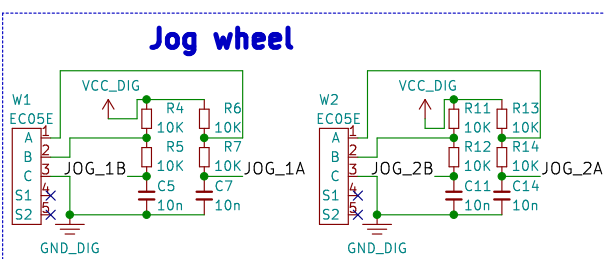 Jog wheel
W1
EC05E
A 1
B 2
C 3
S1 4
S2 5
VCC_DIG
R4
10K
R6
10K
R5
10K
R7
10K
JOG_1B
JOG_1A
C5
10n
C7
10n
GND_DIG
W2
EC05E
A 1
B 2
C 3
S1 4
S2 5
VCC_DIG
R11
10K
R13
10K
R12
10K
R14
10K
JOG_2B
JOG_2A
C11
10n
C14
10n
GND_DIG